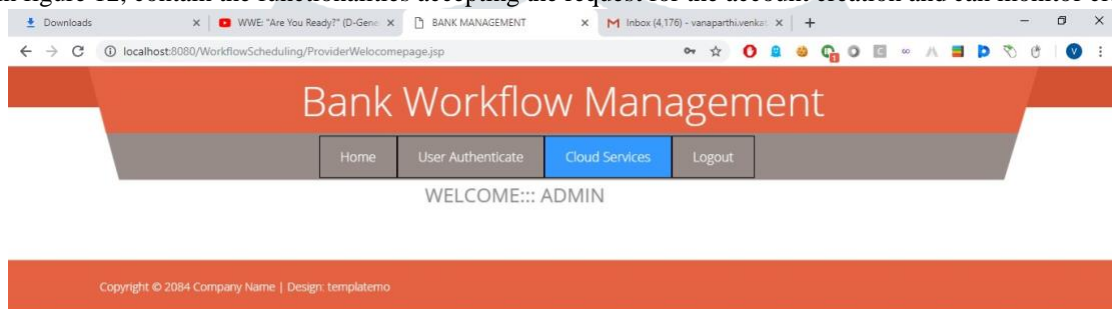 in figure 12, contain the functionalities accepting the request for the account creation and can monitor
Downloads
WWE: "Are You Ready?" (D-Gene
BANK MANAGEMENT
Inbox (4,176) - vanaparthi.venkat
localhost:8080/WorkflowScheduling/ProviderWelocomepage.jsp
Bank Workflow Management
Home User Authenticate Cloud Services Logout
WELCOME::: ADMIN
Copyright © 2084 Company Name | Design: templatemo